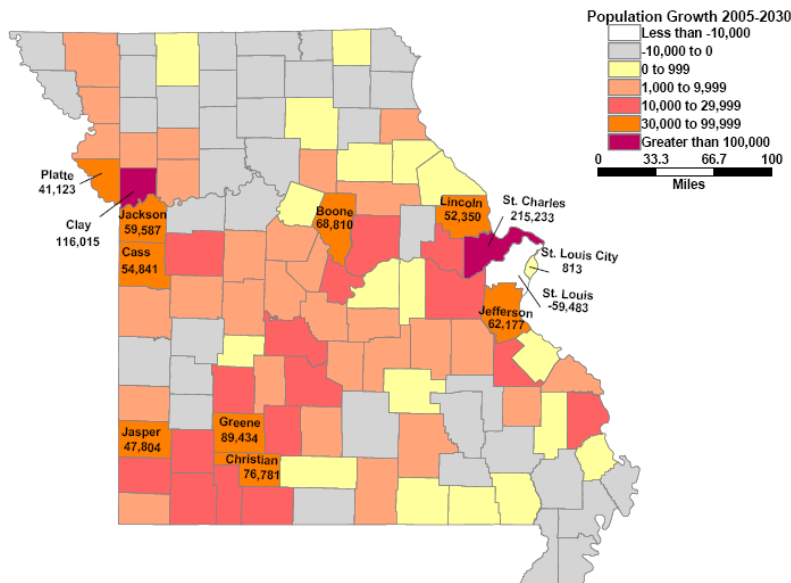 Population Growth 2005-2030
Less than -10,000
-10,000 to 0
0 to 999
1,000 to 9,999
10,000 to 29,999
30,000 to 99,999
Greater than 100,000
0 33.3 66.7 100
Miles
Platte
41,123
Clay
116,015
Jackson
59,587
Cass
54,841
Boone
68,810
Lincoln
52,350
St. Charles
215,233
St. Louis City
813
St. Louis
-59,483
Jefferson
62,177
Jasper
47,804
Greene
89,434
Christian
76,781